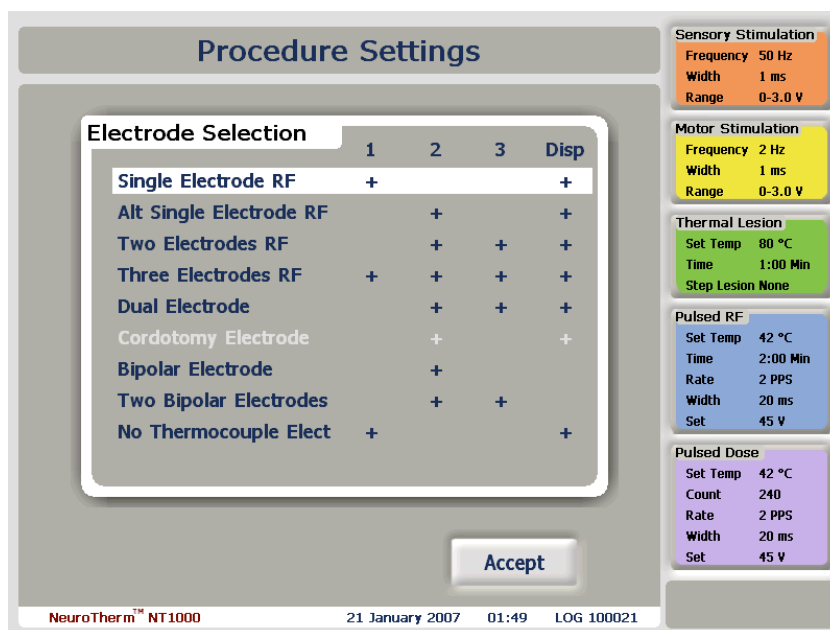 Procedure Settings
Electrode Selection
1 2 3 Disp
Single Electrode RF + +
Alt Single Electrode RF + +
Two Electrodes RF + + +
Three Electrodes RF + + + +
Dual Electrode + + +
Cordotomy Electrode + +
Bipolar Electrode +
Two Bipolar Electrodes + +
No Thermocouple Elect + +
Accept
NeuroTherm™ NT1000 21 January 2007 01:49 LOG 100021
Sensory Stimulation
Frequency 50 Hz
Width 1 ms
Range 0-3.0 V
Motor Stimulation
Frequency 2 Hz
Width 1 ms
Range 0-3.0 V
Thermal Lesion
Set Temp 80 °C
Time 1:00 Min
Step Lesion None
Pulsed RF
Set Temp 42 °C
Time 2:00 Min
Rate 2 PPS
Width 20 ms
Set 45 V
Pulsed Dose
Set Temp 42 °C
Count 240
Rate 2 PPS
Width 20 ms
Set 45 V